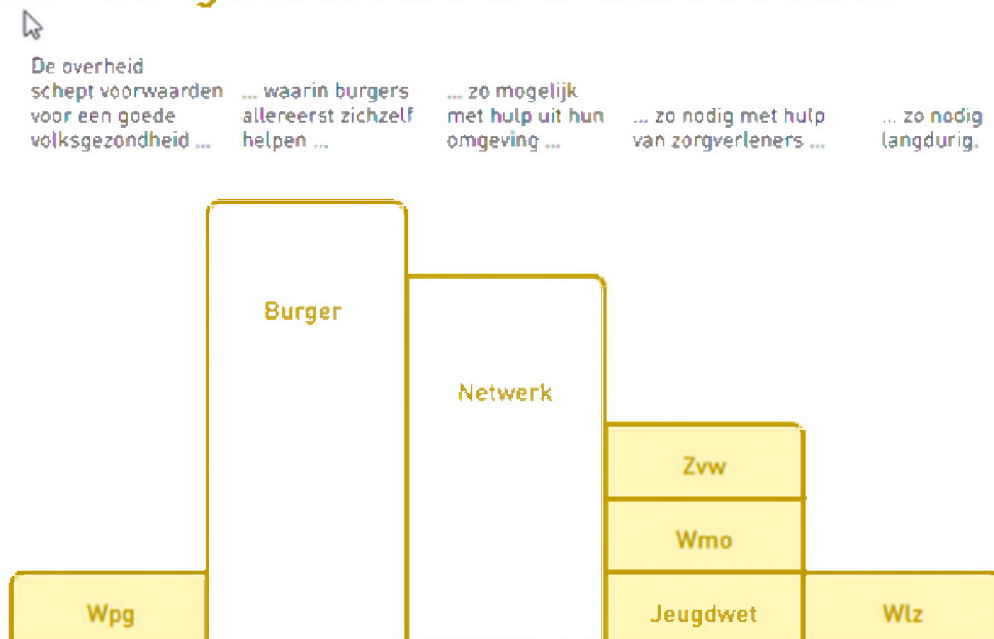 De overheid
schept voorwaarden
voor een goede
volksgezondheid ...
... waarin burgers
allereerst zichzelf
helpen ...
... zo mogelijk
met hulp uit hun
omgeving ...
... zo nodig met hulp
van zorgverleners ...
... zo nodig
langdurig.
Burger
Netwerk
Zvw
Wmo
Wpg
Jeugdwet
Wlz